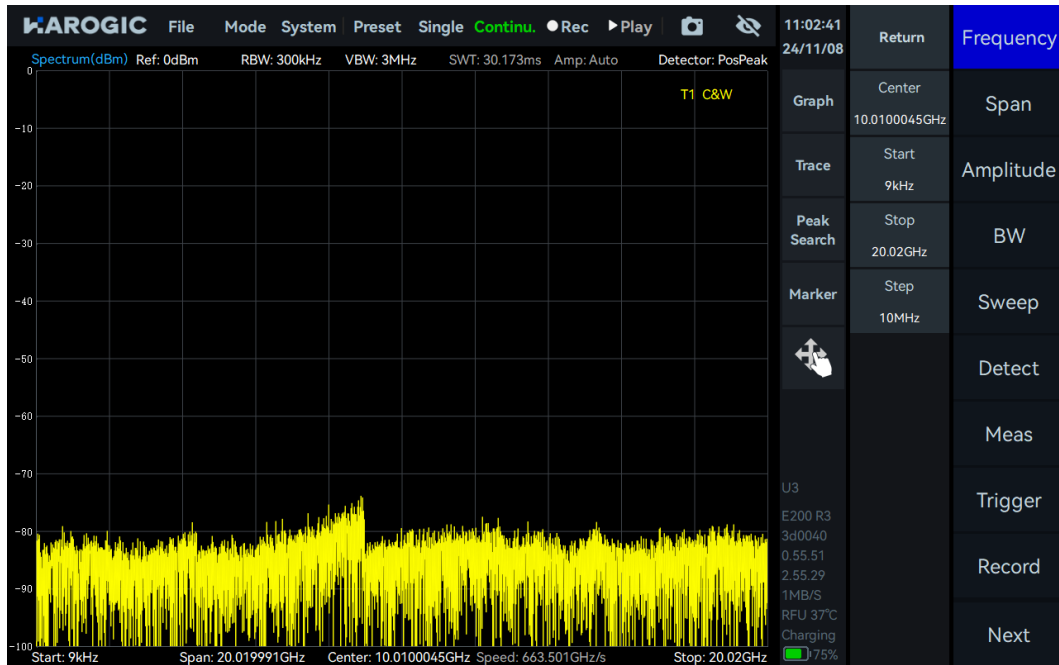 HAROGIC File Mode System Preset Single Continu. Rec Play
11:02:41
24/11/08
Return
Frequency
Spectrum(dBm) Ref: 0dBm RBW: 300kHz VBW: 3MHz SWT: 30.173ms Amp: Auto Detector: PosPeak
T1 C&W
0
-10
-20
-30
-40
-50
-60
-70
-80
-90
-100
Start: 9kHz Span: 20.019991GHz Center: 10.0100045GHz Speed: 663.501GHz/s Stop: 20.02GHz
Graph
Trace
Peak
Search
Marker
U3
E200 R3
3d0040
0.55.51
2.55.29
1MB/S
RFU 37℃
Charging
75%
Center
10.0100045GHz
Start
9kHz
Stop
20.02GHz
Step
10MHz
Span
Amplitude
BW
Sweep
Detect
Meas
Trigger
Record
Next